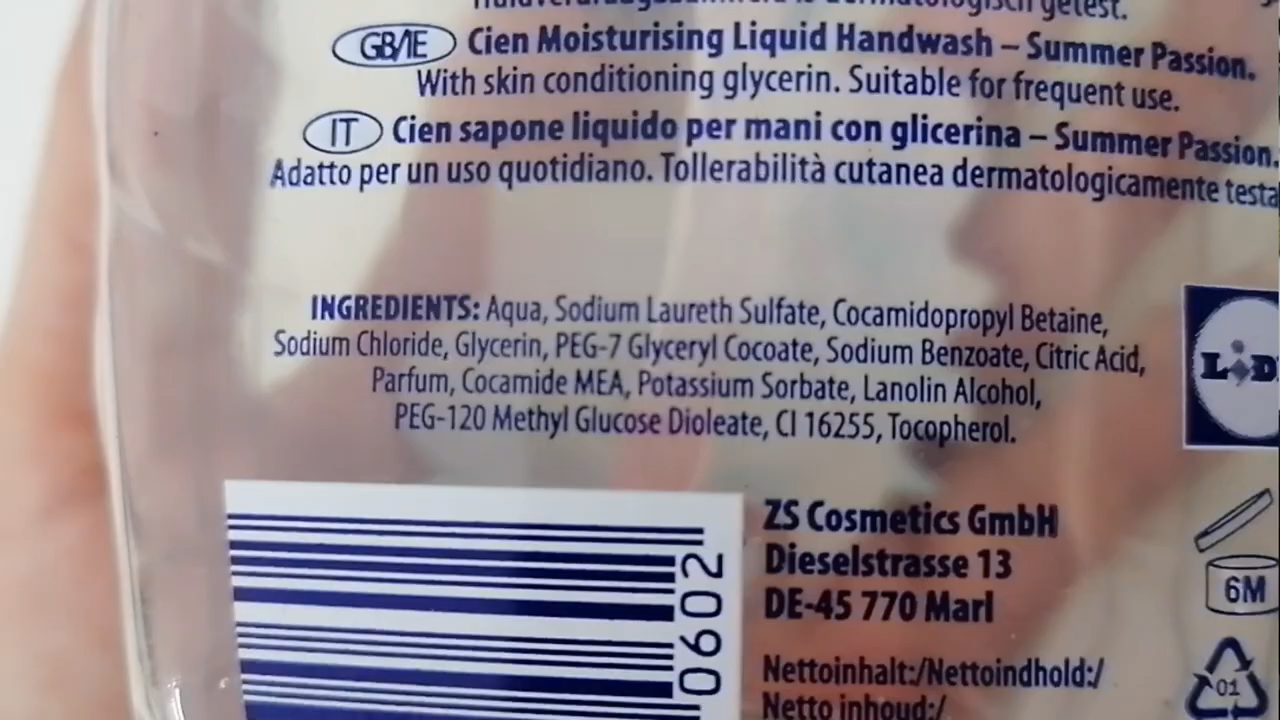 dermatologisch getest.
GB/IE Cien Moisturising Liquid Handwash – Summer Passion.
With skin conditioning glycerin. Suitable for frequent use.
IT Cien sapone liquido per mani con glicerina – Summer Passion.
Adatto per un uso quotidiano. Tollerabilità cutanea dermatologicamente testa
INGREDIENTS: Aqua, Sodium Laureth Sulfate, Cocamidopropyl Betaine,
Sodium Chloride, Glycerin, PEG-7 Glyceryl Cocoate, Sodium Benzoate, Citric Acid,
Parfum, Cocamide MEA, Potassium Sorbate, Lanolin Alcohol,
PEG-120 Methyl Glucose Dioleate, CI 16255, Tocopherol.
LiD
ZS Cosmetics GmbH
Dieselstrasse 13
DE-45 770 Marl
6M
0602
Nettoinhalt:/Nettoindhold:/
Netto inhoud:/
01